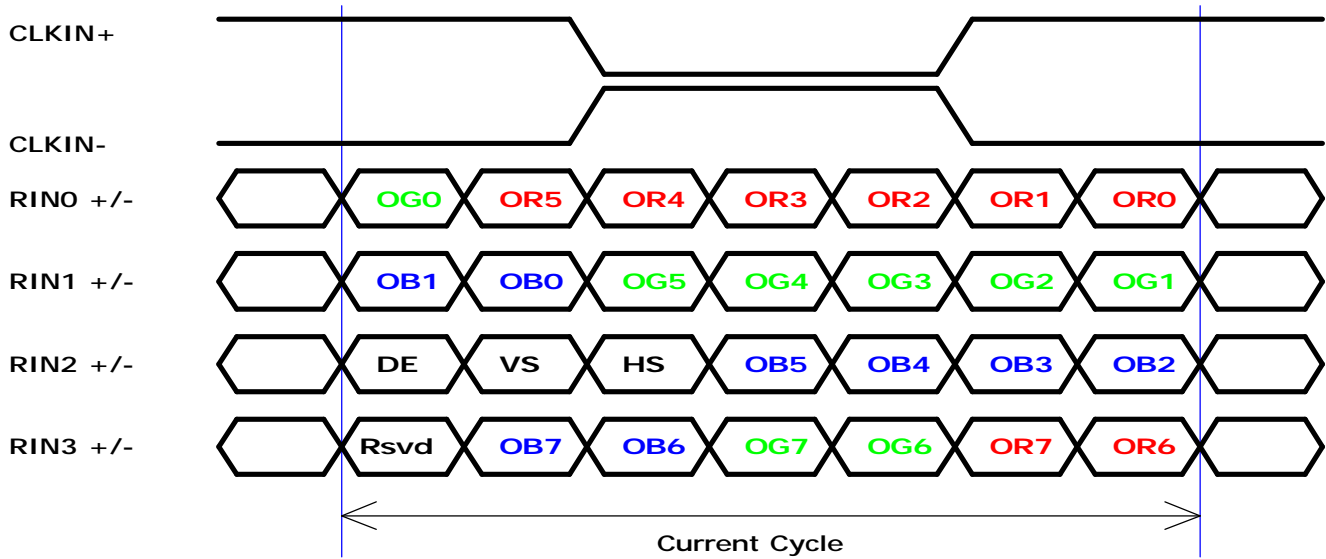 CLKIN+
CLKIN-
RIN0 +/- OG0 OR5 OR4 OR3 OR2 OR1 OR0
RIN1 +/- OB1 OB0 OG5 OG4 OG3 OG2 OG1
RIN2 +/- DE VS HS OB5 OB4 OB3 OB2
RIN3 +/- Rsvd OB7 OB6 OG7 OG6 OR7 OR6
Current Cycle